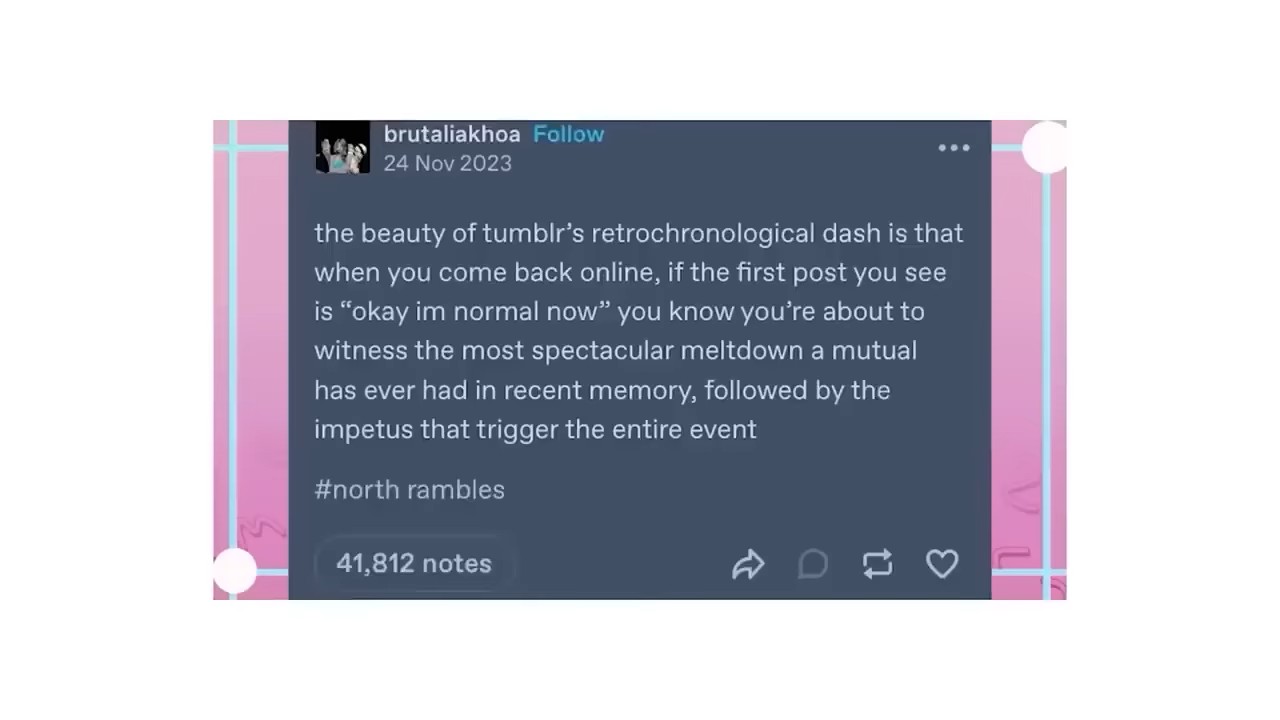 brutaliakhoa Follow
24 Nov 2023
the beauty of tumblr’s retrochronological dash is that
when you come back online, if the first post you see
is “okay im normal now” you know you’re about to
witness the most spectacular meltdown a mutual
has ever had in recent memory, followed by the
impetus that trigger the entire event
#north rambles
41,812 notes